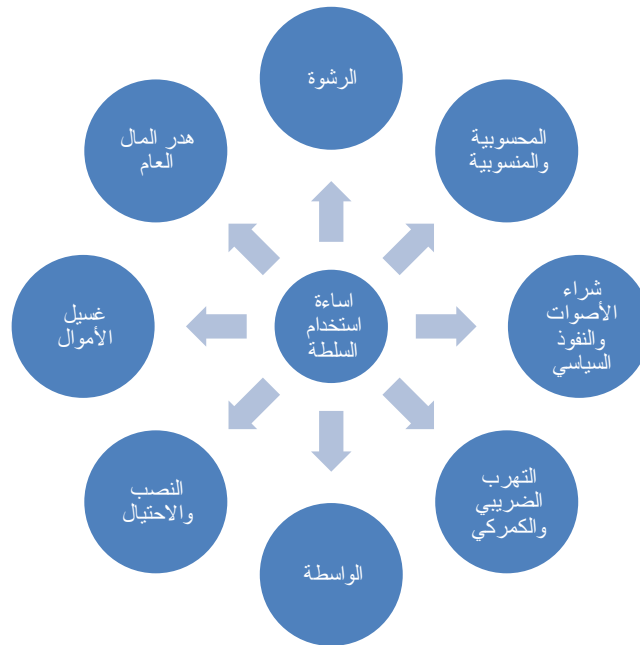 الرشوة
المحسوبية
والمنسوبية
شراء
الأصوات
والنفوذ
السياسي
التهرب
الضريبي
والكمركي
الواسطة
النصب
والاحتيال
غسيل
الأموال
هدر المال
العام
اساءة
استخدام
السلطة